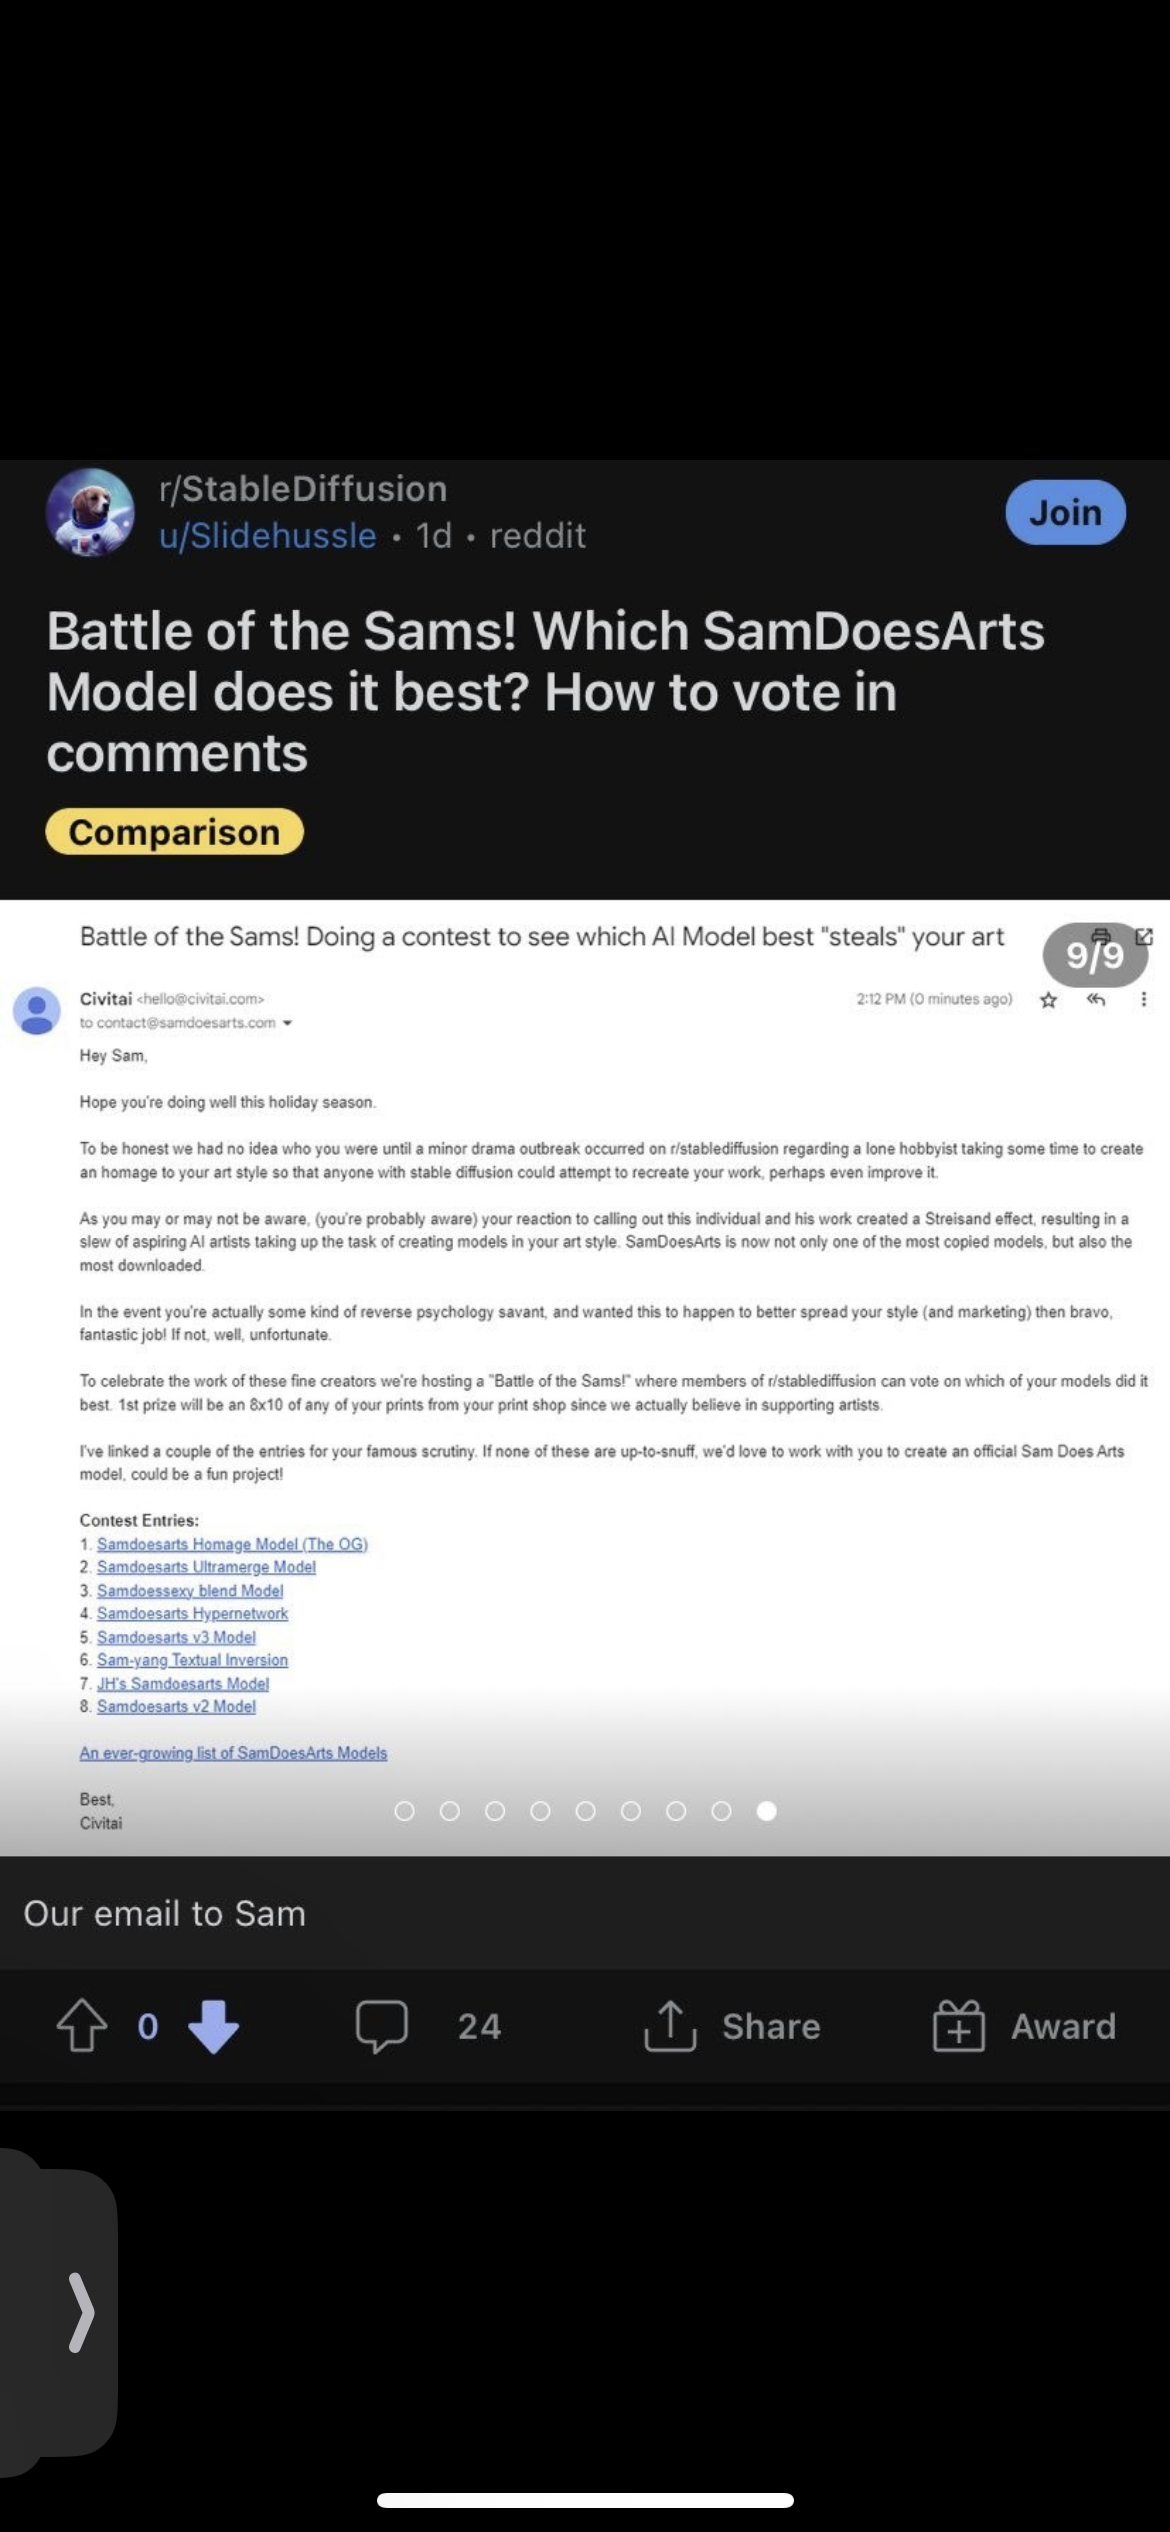 r/StableDiffusion
u/Slidehussle • 1d • reddit
Join
Battle of the Sams! Which SamDoesArts
Model does it best? How to vote in
comments
Comparison
Battle of the Sams! Doing a contest to see which AI Model best "steals" your art
9/9
Civitai <hello@civitai.com>
2:12 PM (0 minutes ago)
to contact@samdoesarts.com
Hey Sam,
Hope you're doing well this holiday season.
To be honest we had no idea who you were until a minor drama outbreak occurred on r/stablediffusion regarding a lone hobbyist taking some time to create
an homage to your art style so that anyone with stable diffusion could attempt to recreate your work, perhaps even improve it.
As you may or may not be aware, (you're probably aware) your reaction to calling out this individual and his work created a Streisand effect, resulting in a
slew of aspiring AI artists taking up the task of creating models in your art style. SamDoesArts is now not only one of the most copied models, but also the
most downloaded.
In the event you're actually some kind of reverse psychology savant, and wanted this to happen to better spread your style (and marketing) then bravo,
fantastic job! If not, well, unfortunate.
To celebrate the work of these fine creators we're hosting a "Battle of the Sams!" where members of r/stablediffusion can vote on which of your models did it
best. 1st prize will be an 8x10 of any of your prints from your print shop since we actually believe in supporting artists.
I've linked a couple of the entries for your famous scrutiny. If none of these are up-to-snuff, we'd love to work with you to create an official Sam Does Arts
model, could be a fun project!
Contest Entries:
1. Samdoesarts Homage Model (The OG)
2. Samdoesarts Ultramerge Model
3. Samdoessexy blend Model
4. Samdoesarts Hypernetwork
5. Samdoesarts v3 Model
6. Sam-yang Textual Inversion
7. JH's Samdoesarts Model
8. Samdoesarts v2 Model
An ever-growing list of SamDoesArts Models
Best,
Civitai
Our email to Sam
0
24
Share
Award